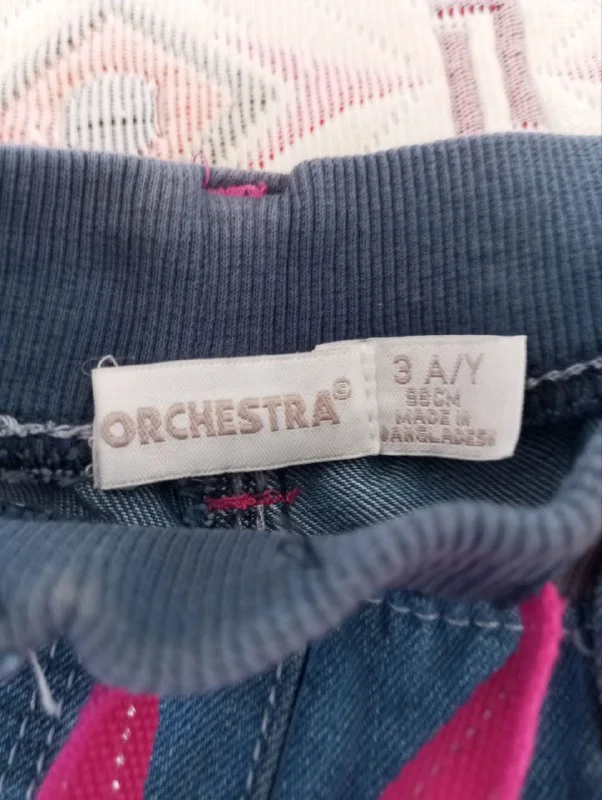 ORCHESTRA©
3 A/Y
98CM
MADE IN
BANGLADESH